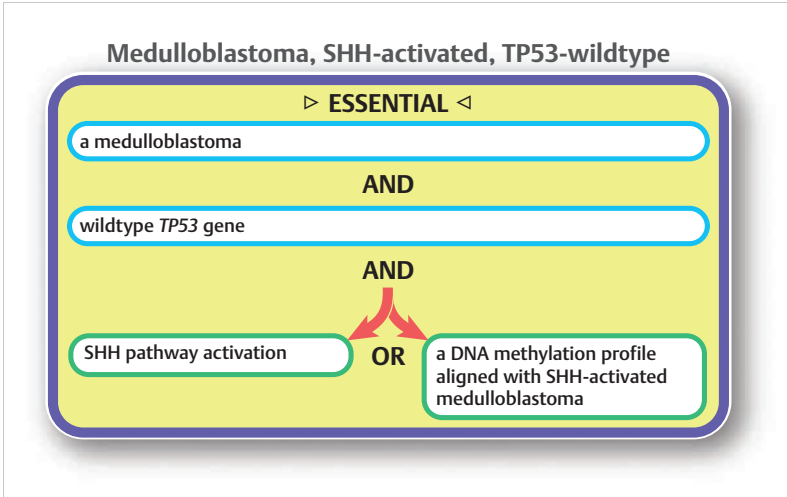 Medulloblastoma, SHH-activated, TP53-wildtype
▷ ESSENTIAL ◁
a medulloblastoma
AND
wildtype TP53 gene
AND
SHH pathway activation
OR
a DNA methylation profile
aligned with SHH-activated
medulloblastoma